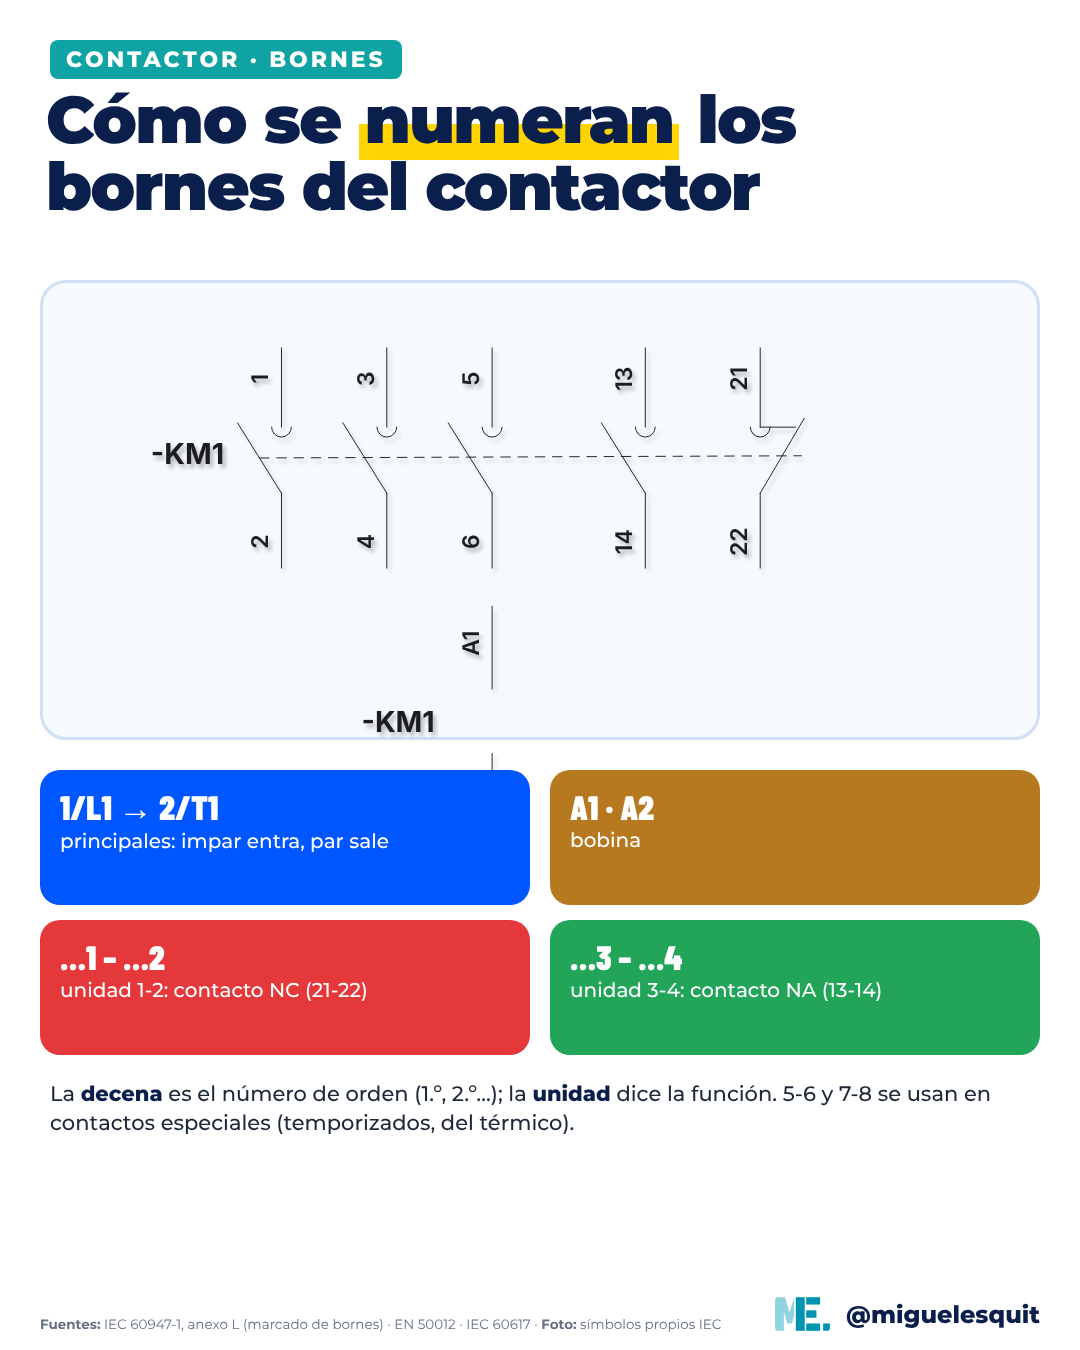 CONTACTOR · BORNES
Cómo se numeran los
bornes del contactor
1
3
5
13
21
-KM1
2
4
6
14
22
A1
-KM1
1/L1 → 2/T1
principales: impar entra, par sale
A1 · A2
bobina
...1 - ...2
unidad 1-2: contacto NC (21-22)
...3 - ...4
unidad 3-4: contacto NA (13-14)
La decena es el número de orden (1.º, 2.º...); la unidad dice la función. 5-6 y 7-8 se usan en
contactos especiales (temporizados, del térmico).
Fuentes: IEC 60947-1, anexo L (marcado de bornes) · EN 50012 · IEC 60617 · Foto: símbolos propios IEC
ME.
@miguelesquit